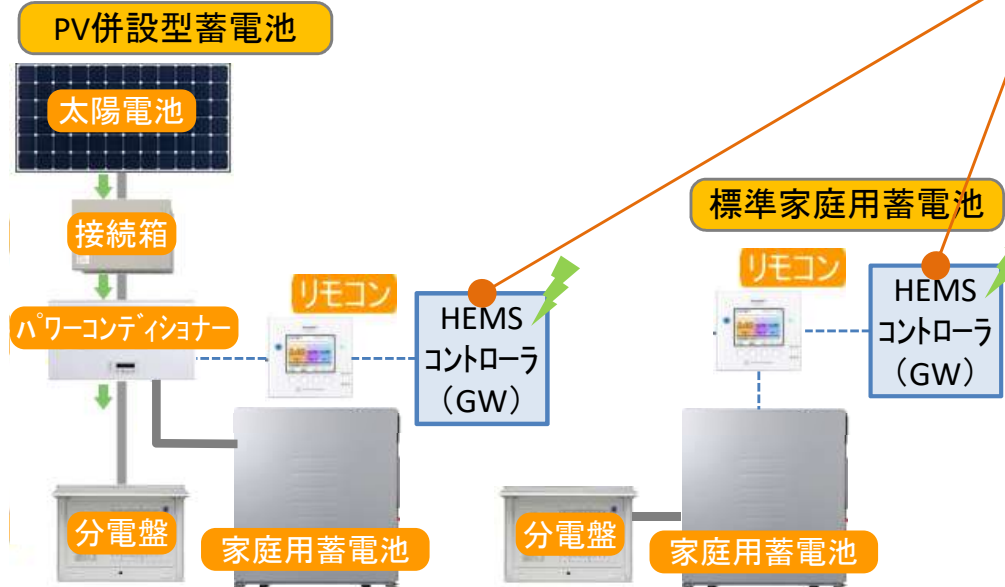 PV併設型蓄電池
太陽電池
接続箱
パワーコンディショナー
リモコン
HEMS
コントローラ
（GW）
分電盤
家庭用蓄電池
標準家庭用蓄電池
リモコン
HEMS
コントローラ
（GW）
分電盤
家庭用蓄電池